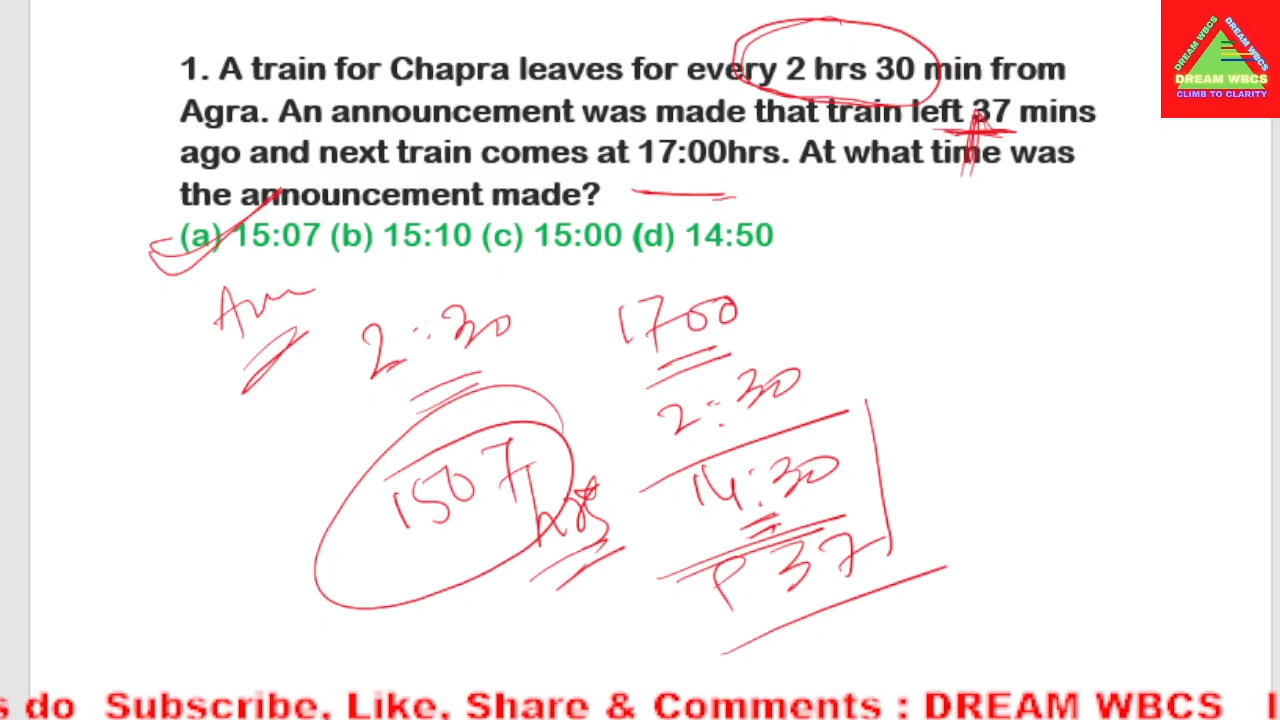 1. A train for Chapra leaves for every 2 hrs 30 min from
Agra. An announcement was made that train left 37 mins
ago and next train comes at 17:00hrs. At what time was
the announcement made?
(a) 15:07 (b) 15:10 (c) 15:00 (d) 14:50
DREAM WBCS
DREAM WBCS
DREAM WBCS
CLIMB TO CLARITY
2:30
1700
2:30
14:30
37
1507 hrs
s do Subscribe, Like, Share & Comments : DREAM WBCS